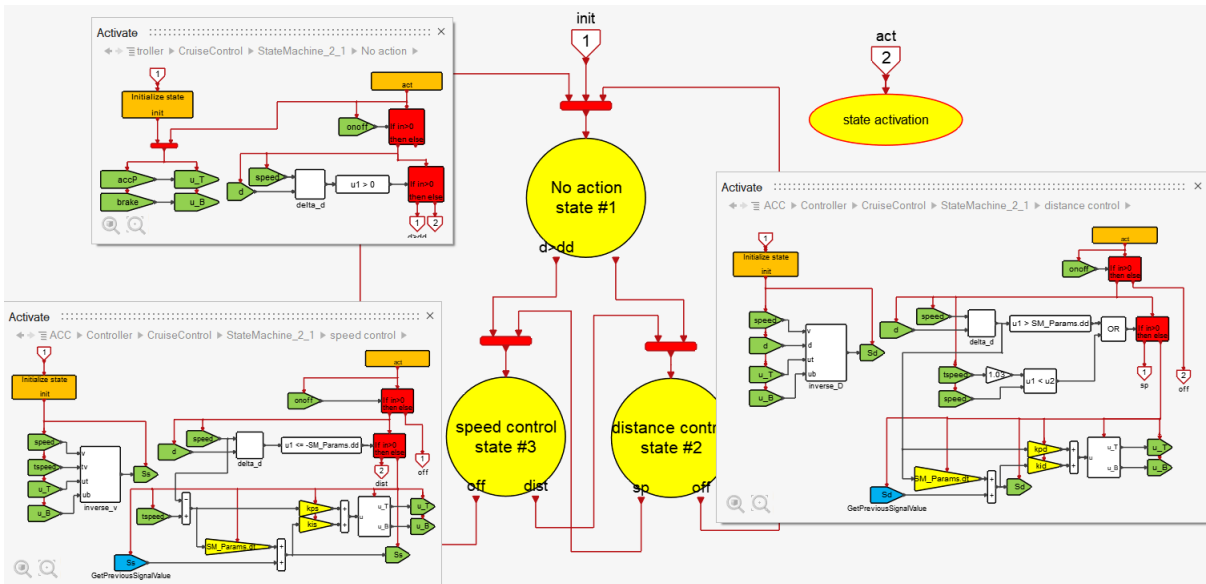 init
1
act
2
state activation
No action
state #1
d>dd
speed control
state #3
off
dist
distance contr
state #2
sp
off
Activate
troller
CruiseControl
StateMachine_2_1
No action
1
Initialize state
init
act
onoff
If in>0
then else
accP
u_T
brake
u_B
speed
d
delta_d
u1 > 0
If in>0
then else
1
2
d>dd
Activate
ACC
Controller
CruiseControl
StateMachine_2_1
speed control
1
Initialize state
init
act
onoff
If in>0
then else
speed
tspeed
u_T
u_B
v
tv
ut
ub
inverse_v
Ss
speed
d
delta_d
u1 <= -SM_Params.dd
If in>0
then else
2
dist
1
off
tspeed
kps
kis
u
u_T
u_B
u_T
u_B
SM_Params.dt
Ss
Ss
GetPreviousSignalValue
Activate
ACC
Controller
CruiseControl
StateMachine_2_1
distance control
1
Initialize state
init
act
onoff
If in>0
then else
speed
d
u_T
u_B
v
d
ut
ub
inverse_D
Sd
speed
d
delta_d
u1 > SM_Params.dd
OR
If in>0
then else
1
sp
2
off
tspeed
1.03
speed
u1 < u2
kpd
kid
u
u_T
u_B
u_T
u_B
SM_Params.dt
Sd
Sd
GetPreviousSignalValue